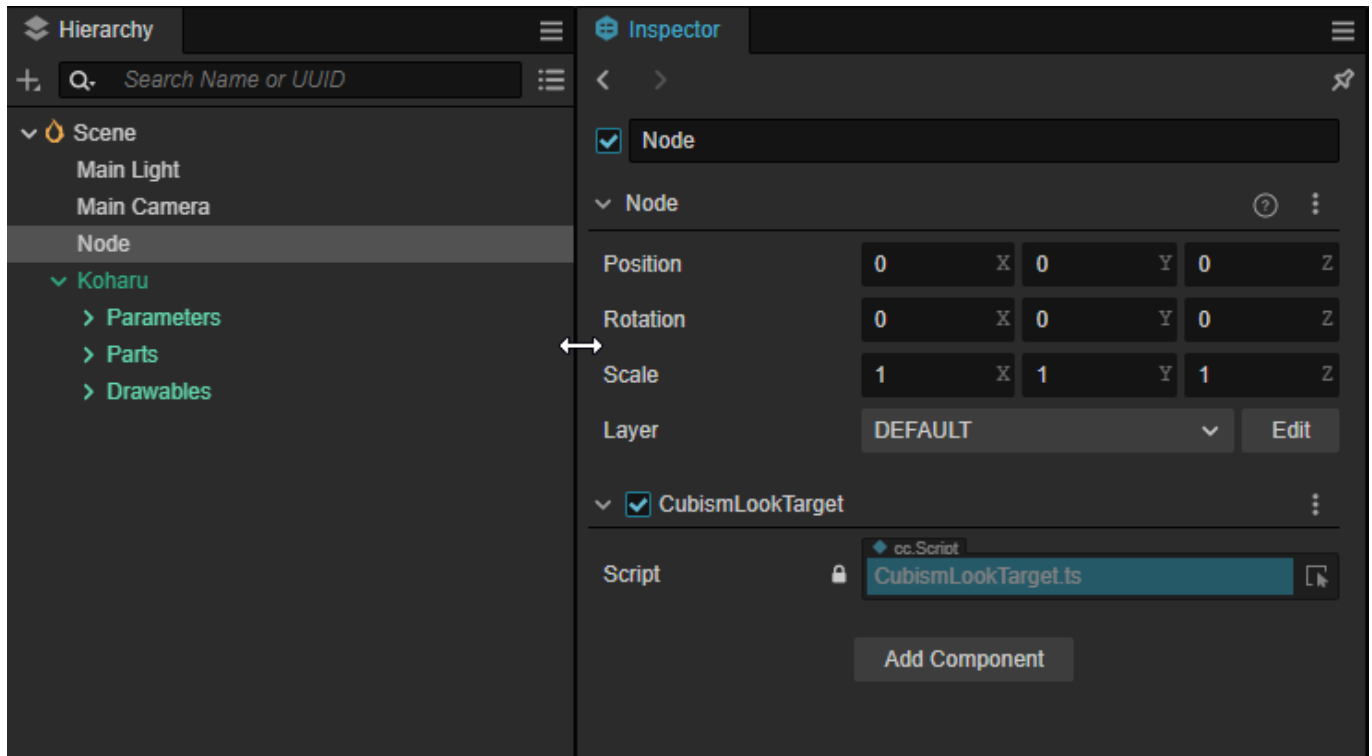 Hierarchy
Search Name or UUID
Scene
Main Light
Main Camera
Node
Koharu
Parameters
Parts
Drawables
Inspector
Node
Node
Position 0 X 0 Y 0 Z
Rotation 0 X 0 Y 0 Z
Scale 1 X 1 Y 1 Z
Layer DEFAULT Edit
CubismLookTarget
cc.Script
Script CubismLookTarget.ts
Add Component